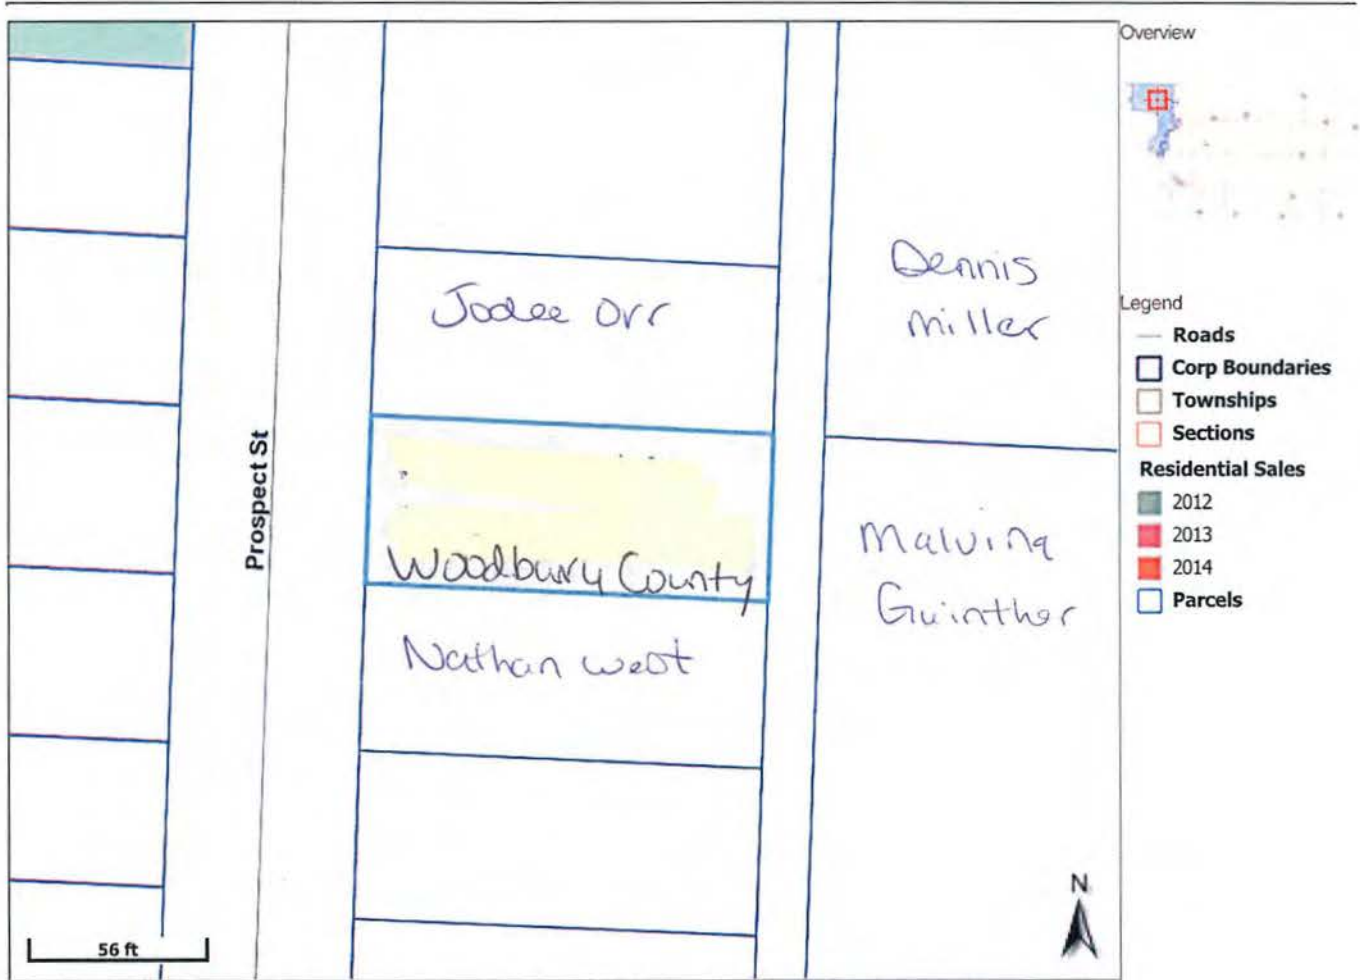 Overview
Legend
Roads
Corp Boundaries
Townships
Sections
Residential Sales
2012
2013
2014
Parcels
Prospect St
Jodee Orr
Dennis
Miller
Woodbury County
Malvina
Guinther
Nathan West
56 ft
N